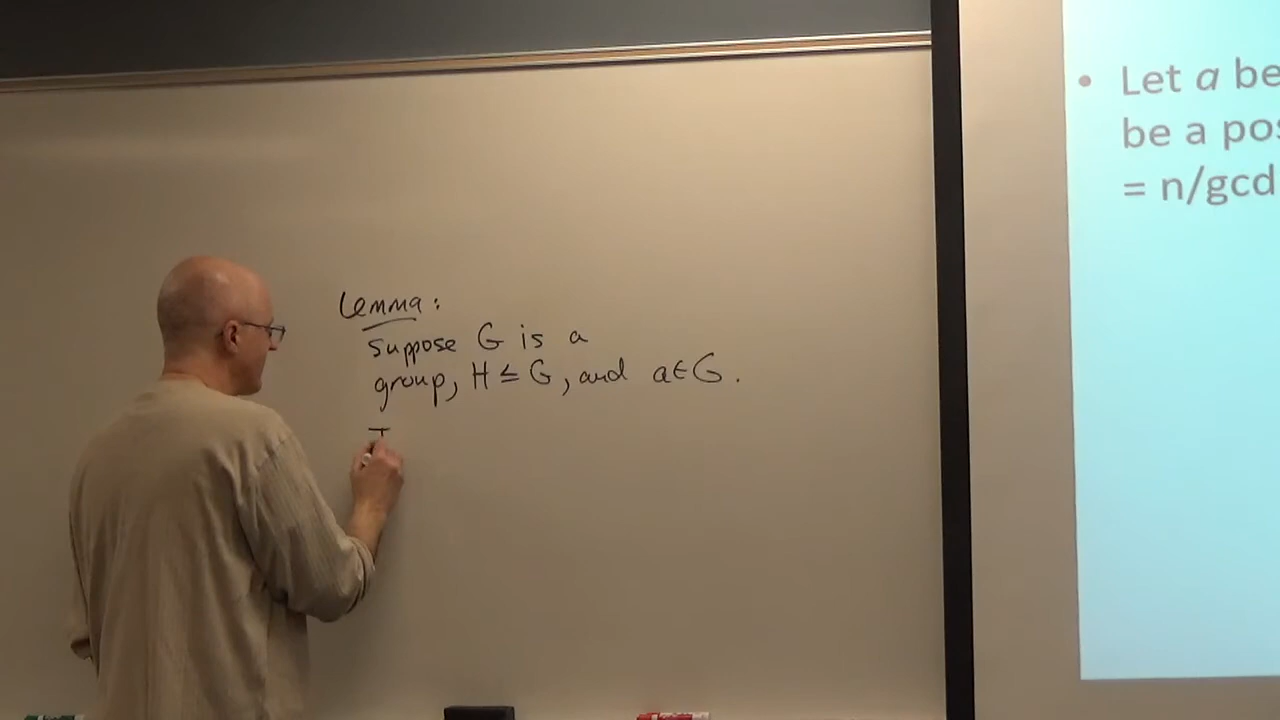 Lemma:
suppose G is a
group, H ≤ G, and a∈G.
T
• Let a be
be a pos
= n/gcd